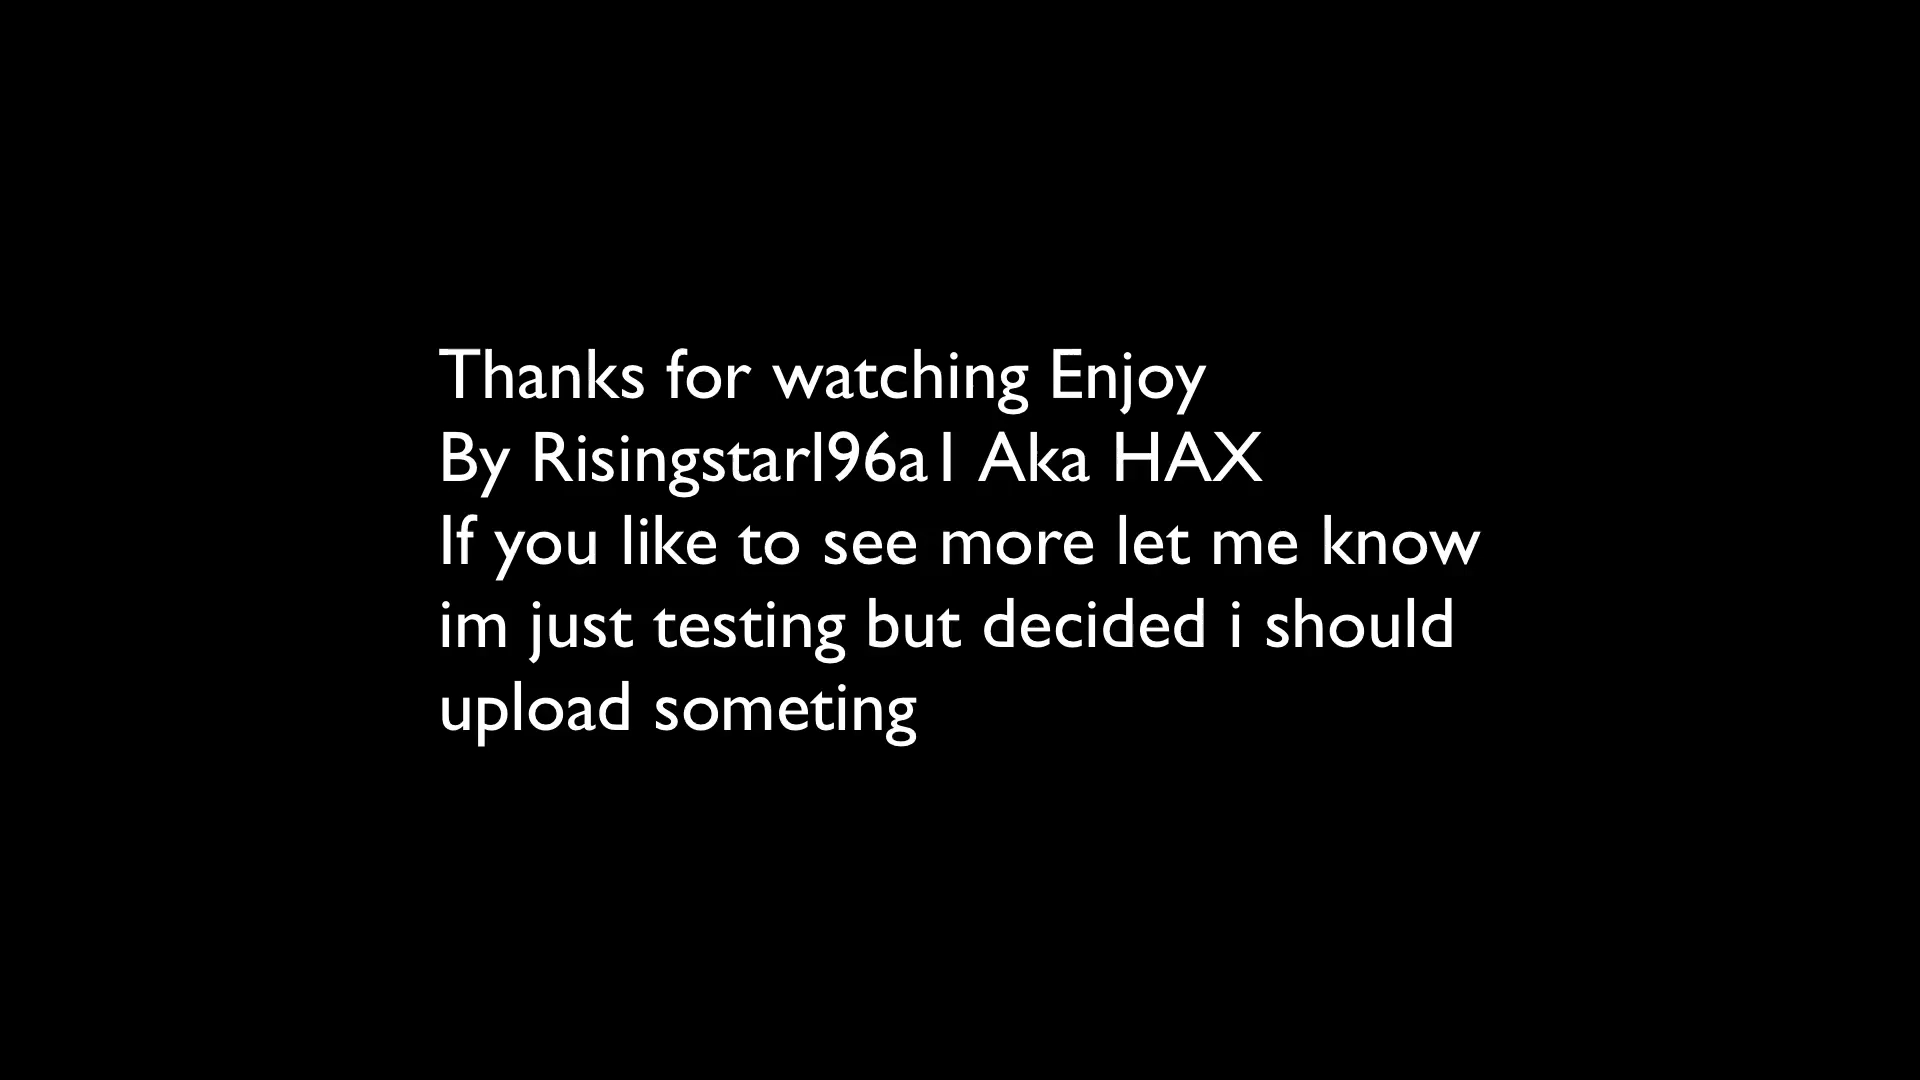 Thanks for watching Enjoy
By Risingstarl96a1 Aka HAX
If you like to see more let me know
im just testing but decided i should
upload someting